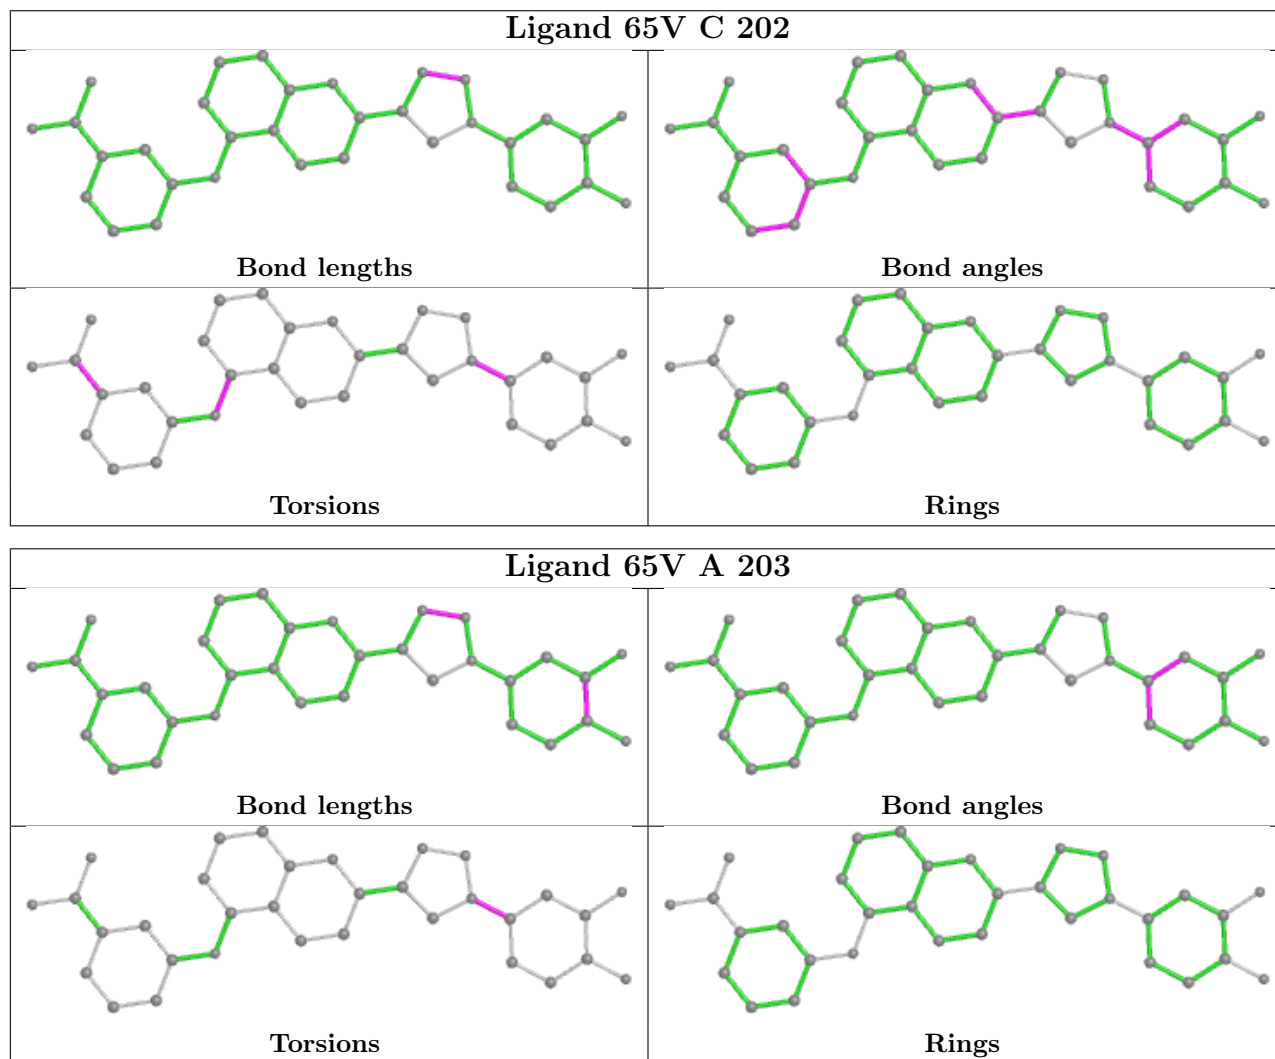 Ligand 65V C 202
Bond lengths
Bond angles
Torsions
Rings
Ligand 65V A 203
Bond lengths
Bond angles
Torsions
Rings